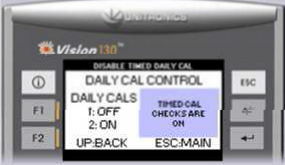 UNITRONICS
Vision130™
DISABLE TIMED DAILY CAL
DAILY CAL CONTROL
DAILY CALS
1: OFF
2: ON
TIMED CAL
CHECKS ARE
ON
UP:BACK
ESC:MAIN
i
ESC
F1
+/-
F2